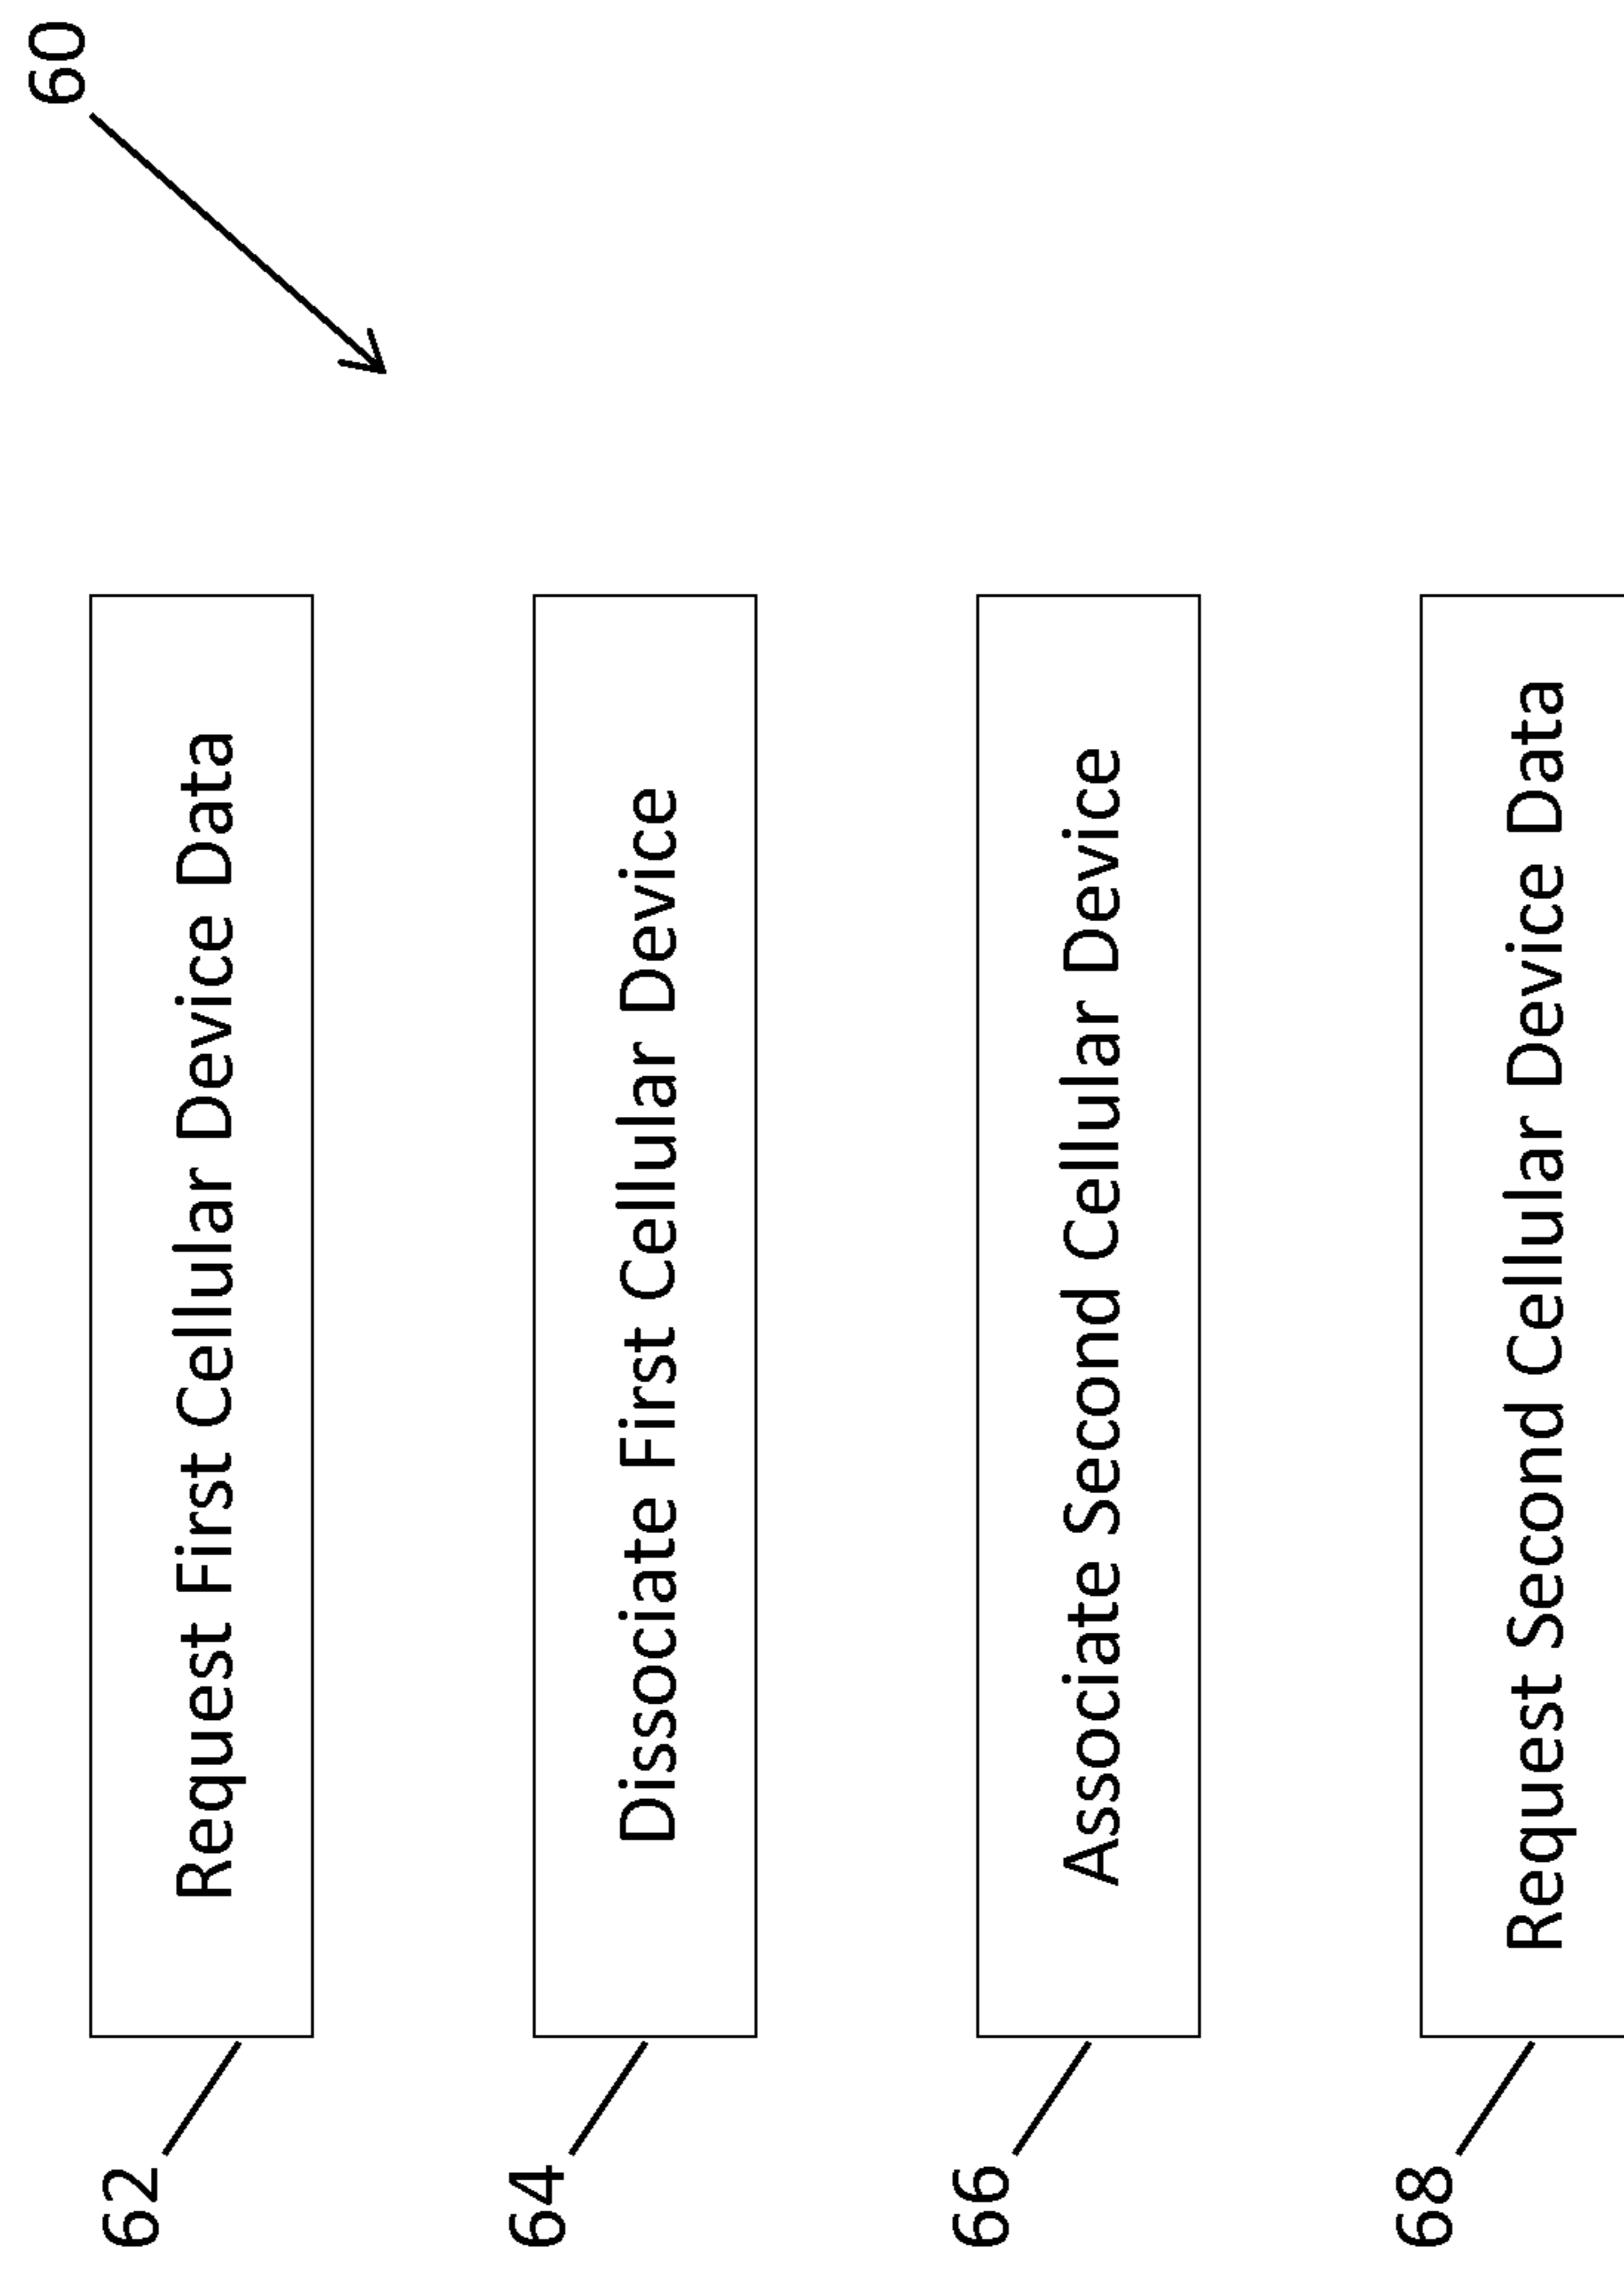 60
62
Request First Cellular Device Data
64
Dissociate First Cellular Device
66
Associate Second Cellular Device
68
Request Second Cellular Device Data